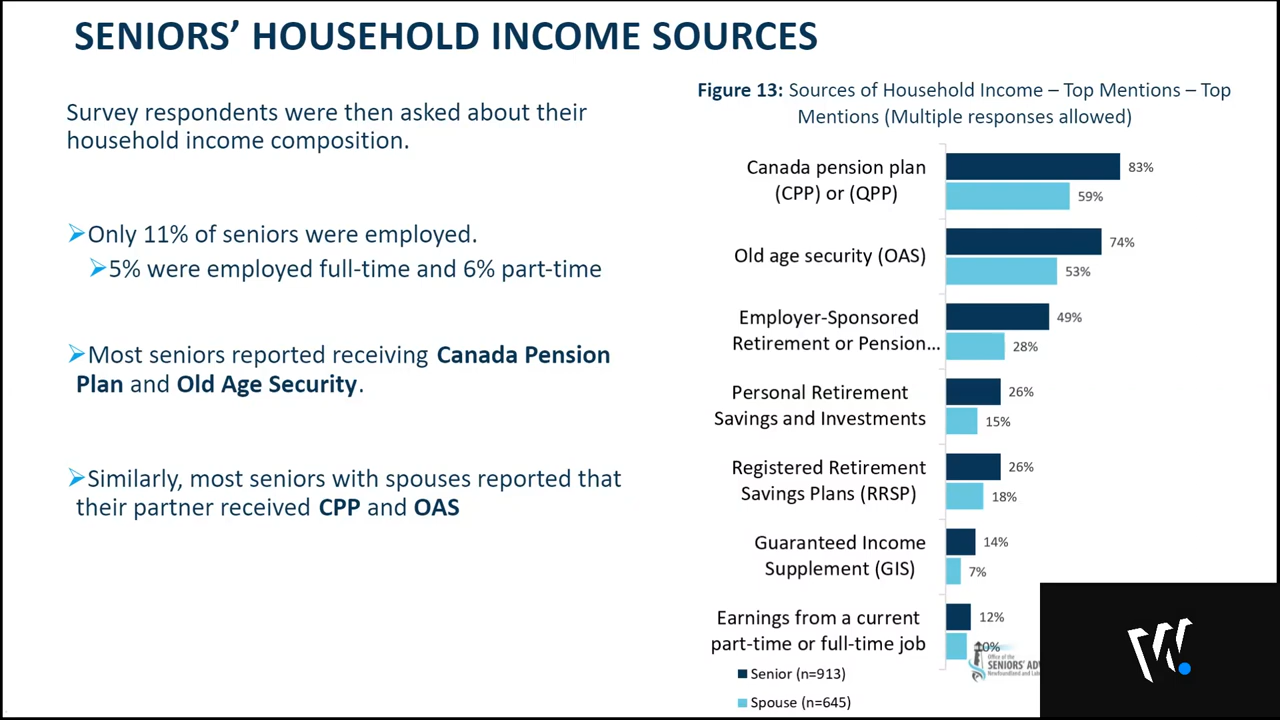 SENIORS’ HOUSEHOLD INCOME SOURCES
Survey respondents were then asked about their
household income composition.
Only 11% of seniors were employed.
5% were employed full-time and 6% part-time
Most seniors reported receiving Canada Pension
Plan and Old Age Security.
Similarly, most seniors with spouses reported that
their partner received CPP and OAS
Figure 13: Sources of Household Income – Top Mentions – Top
Mentions (Multiple responses allowed)
Canada pension plan
(CPP) or (QPP)
83%
59%
Old age security (OAS)
74%
53%
Employer-Sponsored
Retirement or Pension...
49%
28%
Personal Retirement
Savings and Investments
26%
15%
Registered Retirement
Savings Plans (RRSP)
26%
18%
Guaranteed Income
Supplement (GIS)
14%
7%
Earnings from a current
part-time or full-time job
12%
10%
Senior (n=913)
Spouse (n=645)
Office of the
SENIORS’
Newfoundland and
W.